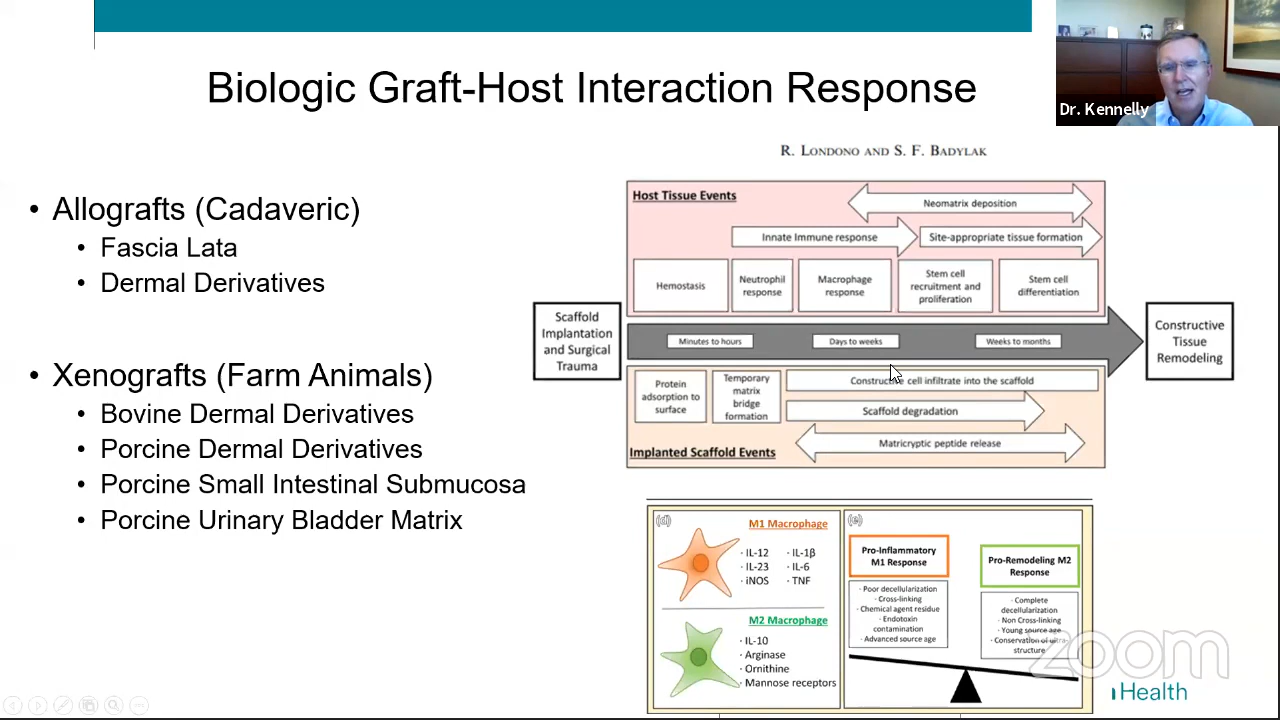 Biologic Graft-Host Interaction Response
Dr. Kennelly
• Allografts (Cadaveric)
• Fascia Lata
• Dermal Derivatives
• Xenografts (Farm Animals)
• Bovine Dermal Derivatives
• Porcine Dermal Derivatives
• Porcine Small Intestinal Submucosa
• Porcine Urinary Bladder Matrix
R. LONDONO AND S. F. BADYLAK
Host Tissue Events
Neomatrix deposition
Innate Immune response
Site-appropriate tissue formation
Hemostasis
Neutrophil
response
Macrophage
response
Stem cell
recruitment and
proliferation
Stem cell
differentiation
Scaffold
Implantation
and Surgical
Trauma
Minutes to hours
Days to weeks
Weeks to months
Constructive
Tissue
Remodeling
Protein
adsorption to
surface
Temporary
matrix
bridge
formation
Constructive cell infiltrate into the scaffold
Scaffold degradation
Matricryptic peptide release
Implanted Scaffold Events
(d)
M1 Macrophage
· IL-12 · IL-1β
· IL-23 · IL-6
· iNOS · TNF
M2 Macrophage
· IL-10
· Arginase
· Ornithine
· Mannose receptors
(e)
Pro-Inflammatory
M1 Response
· Poor decellularization
· Cross-linking
· Chemical agent residue
· Endotoxin
contamination
· Advanced source age
Pro-Remodeling M2
Response
· Complete
decellularization
· Non Cross-linking
· Young source age
· Conservation of ultra-
structure
zoom
Health